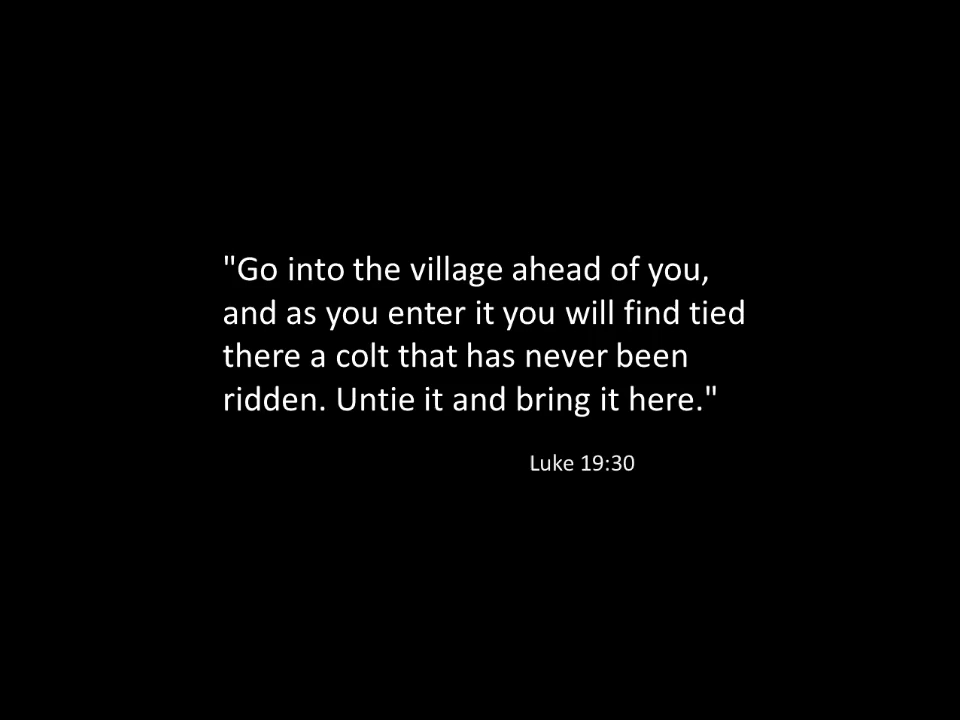 "Go into the village ahead of you,
and as you enter it you will find tied
there a colt that has never been
ridden. Untie it and bring it here."
Luke 19:30